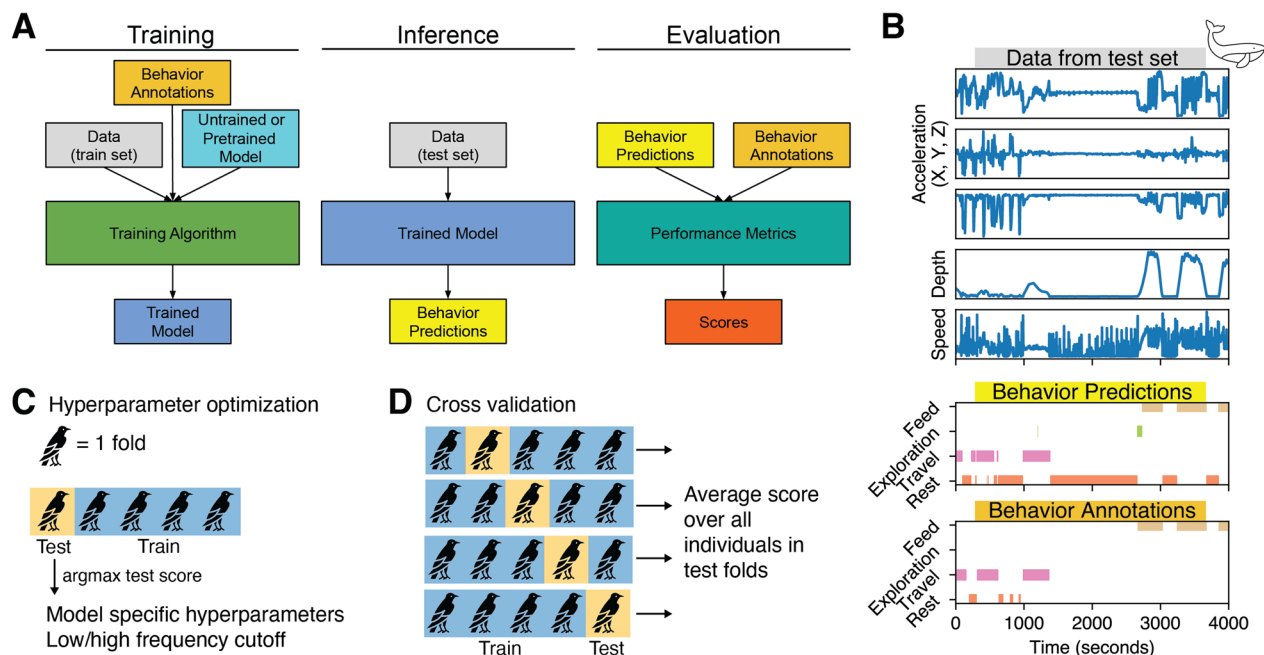 A
Training
Inference
Evaluation
Behavior
Annotations
Data
(train set)
Untrained or
Pretrained
Model
Training Algorithm
Trained
Model
Data
(test set)
Trained Model
Behavior
Predictions
Behavior
Predictions
Behavior
Annotations
Performance Metrics
Scores
B
Data from test set
Acceleration
(X, Y, Z)
Depth
Speed
Behavior Predictions
Feed
Exploration
Travel
Rest
Behavior Annotations
Feed
Exploration
Travel
Rest
0 1000 2000 3000 4000
Time (seconds)
C Hyperparameter optimization
= 1 fold
Test Train
argmax test score
Model specific hyperparameters
Low/high frequency cutoff
D Cross validation
Average score
over all
individuals in
test folds
Train Test